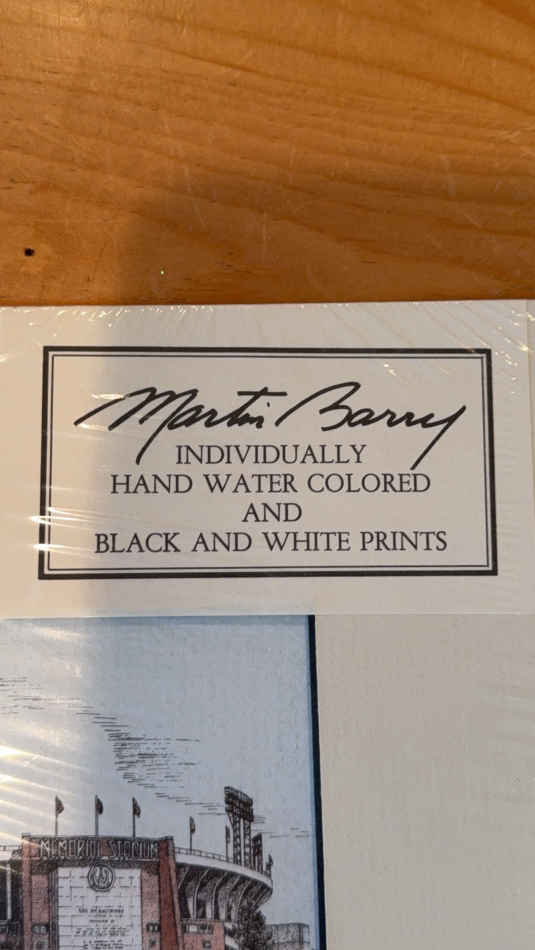 Martin Barry
INDIVIDUALLY
HAND WATER COLORED
AND
BLACK AND WHITE PRINTS
MEMORIAL STADIUM